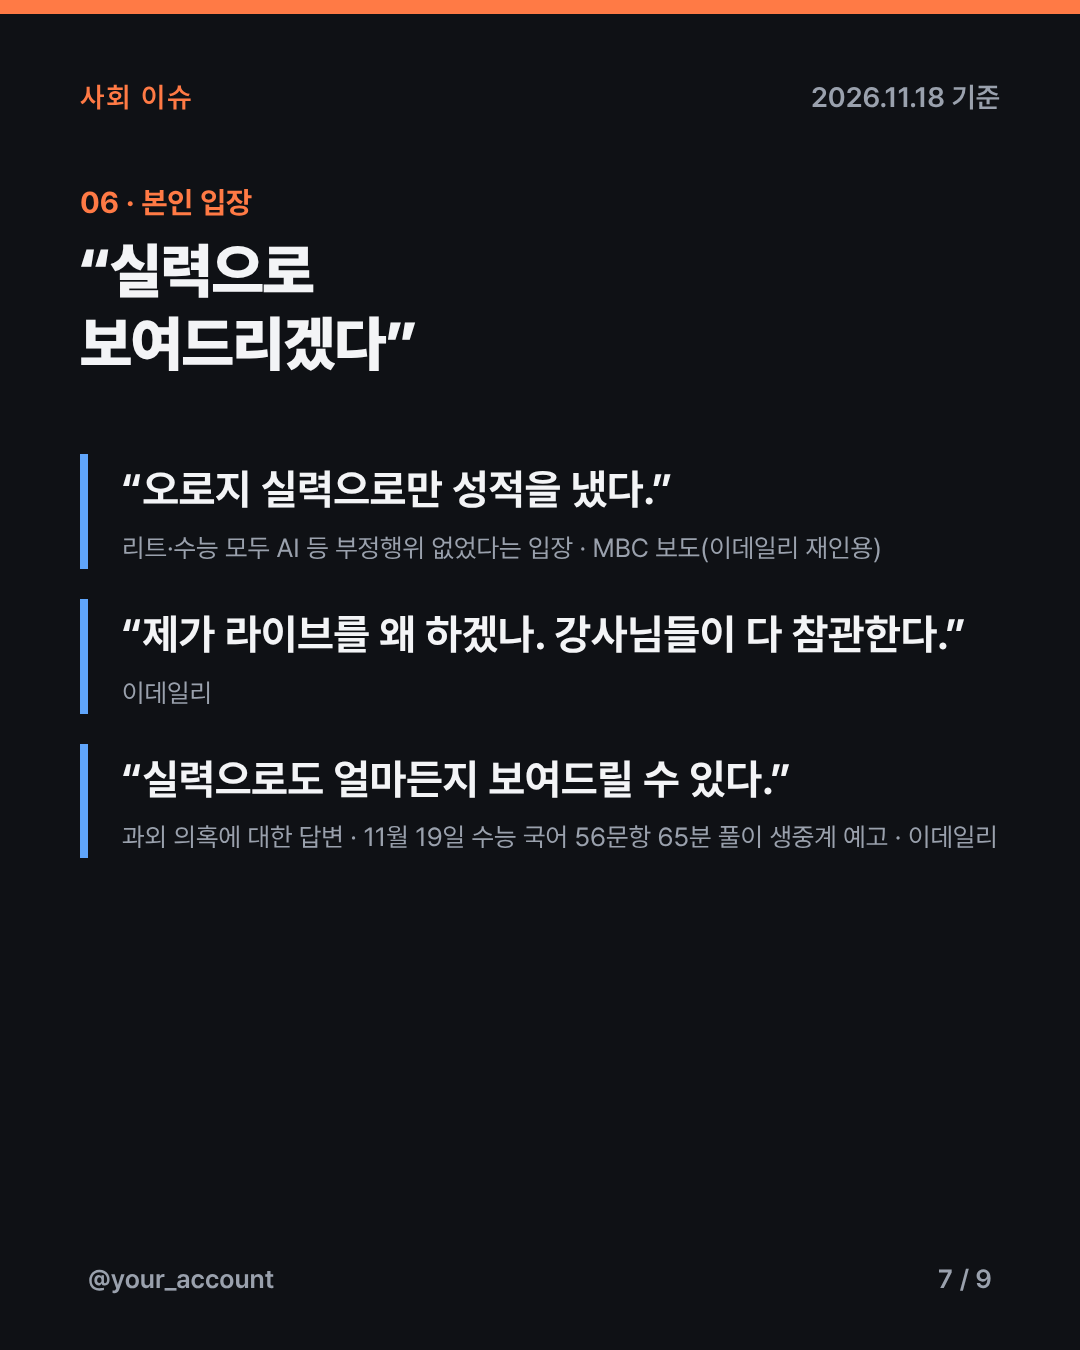 사회 이슈
2026.11.18 기준
06 · 본인 입장
“실력으로
보여드리겠다”
“오로지 실력으로만 성적을 냈다.”
리트·수능 모두 AI 등 부정행위 없었다는 입장 · MBC 보도(이데일리 재인용)
“제가 라이브를 왜 하겠나. 강사님들이 다 참관한다.”
이데일리
“실력으로도 얼마든지 보여드릴 수 있다.”
과외 의혹에 대한 답변 · 11월 19일 수능 국어 56문항 65분 풀이 생중계 예고 · 이데일리
@your_account
7 / 9